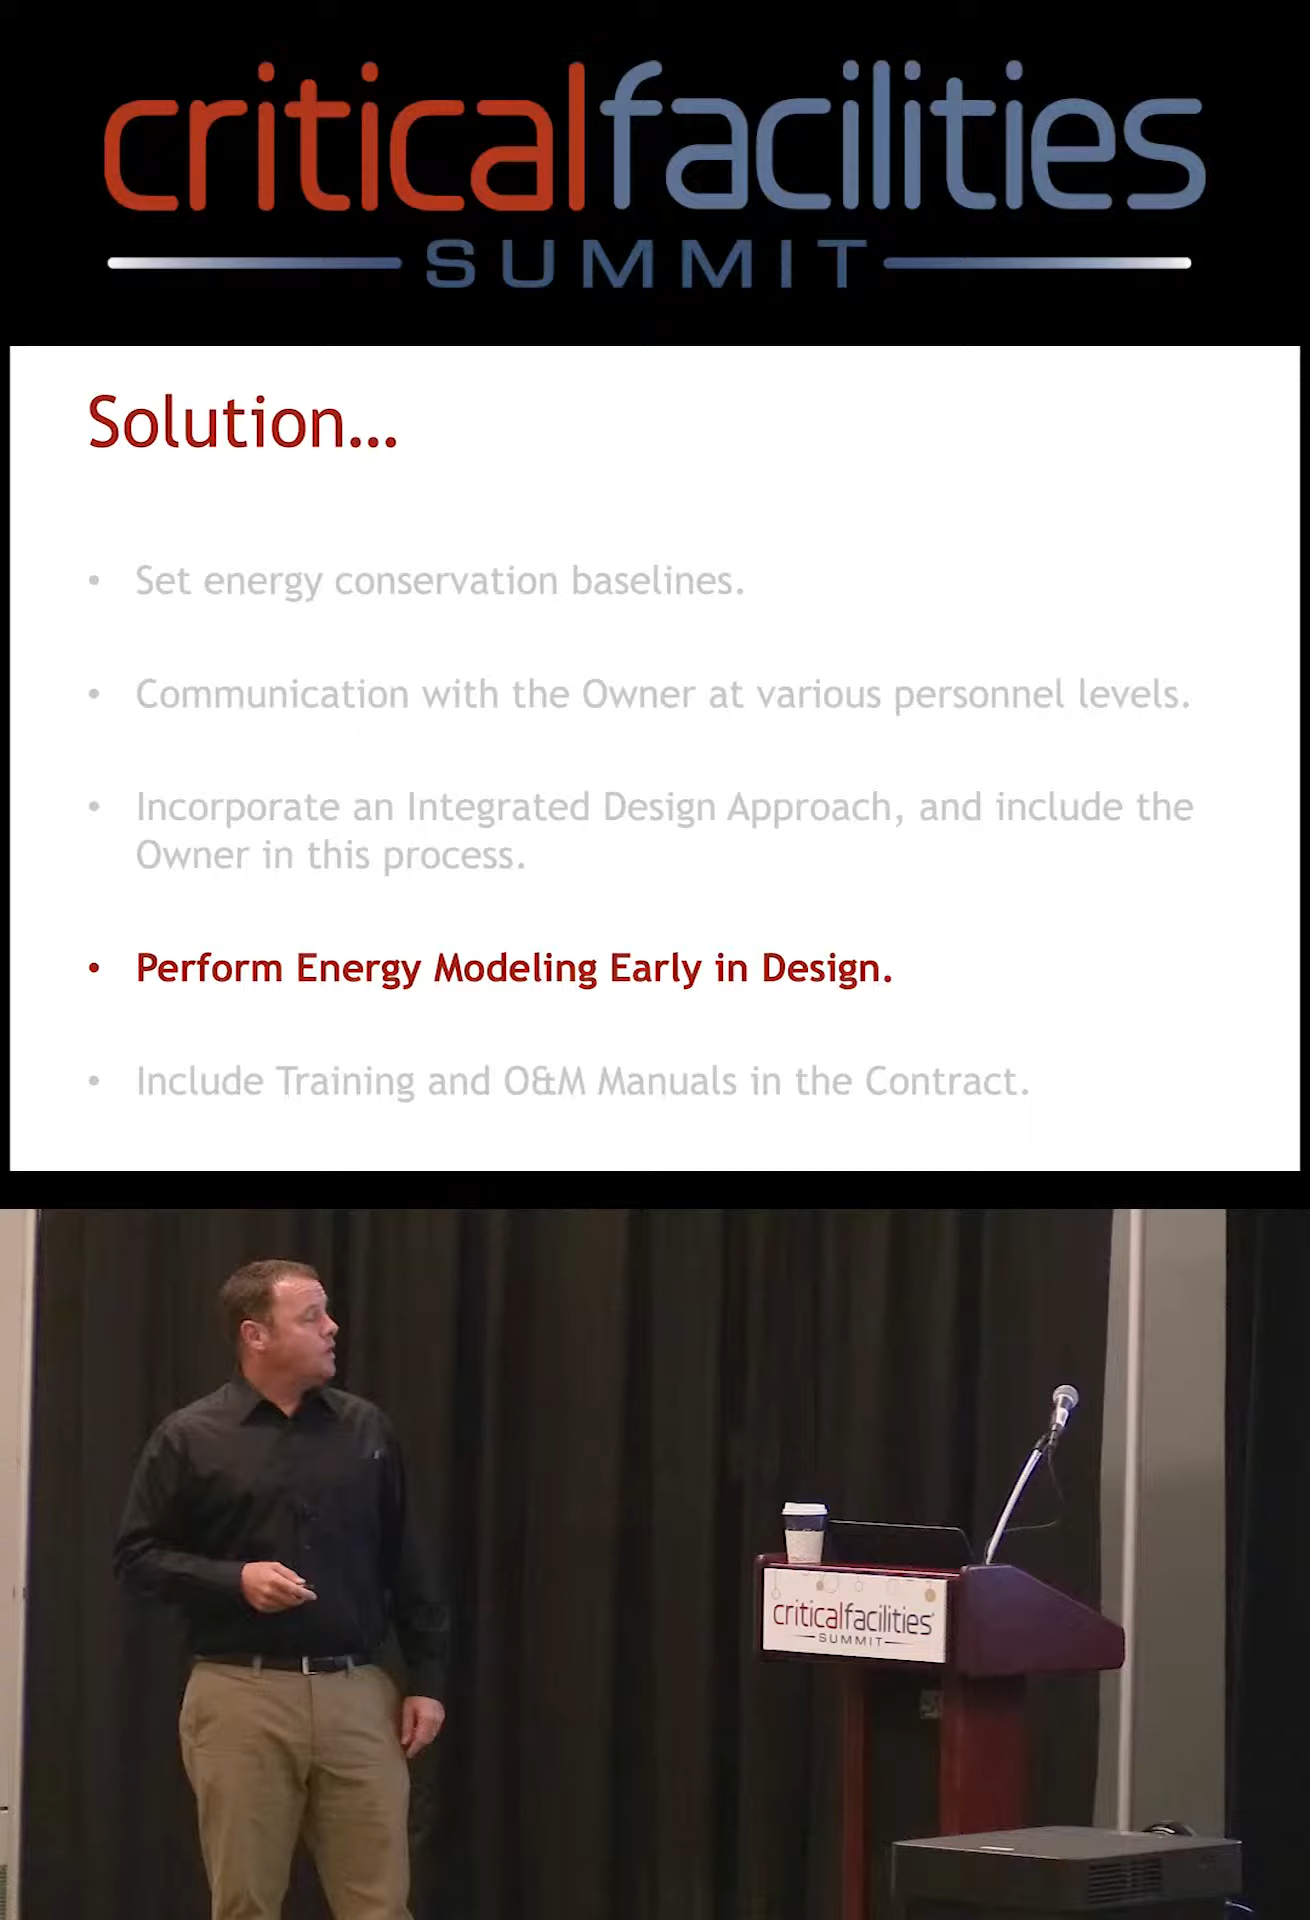 criticalfacilities
SUMMIT
Solution...
• Set energy conservation baselines.
• Communication with the Owner at various personnel levels.
• Incorporate an Integrated Design Approach, and include the
Owner in this process.
• Perform Energy Modeling Early in Design.
• Include Training and O&M Manuals in the Contract.
criticalfacilities
SUMMIT